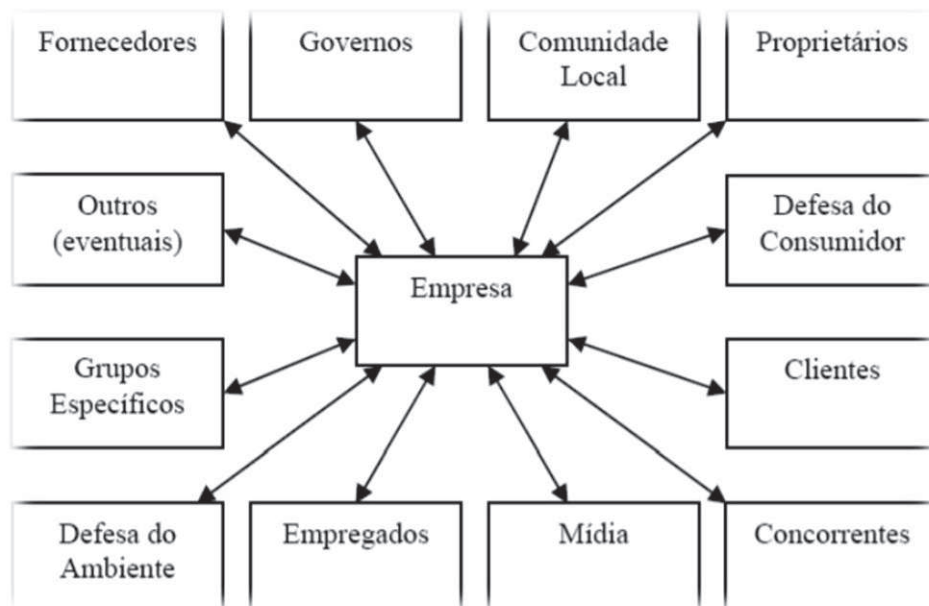 Fornecedores
Governos
Comunidade
Local
Proprietários
Outros
(eventuais)
Defesa do
Consumidor
Empresa
Grupos
Específicos
Clientes
Defesa do
Ambiente
Empregados
Mídia
Concorrentes